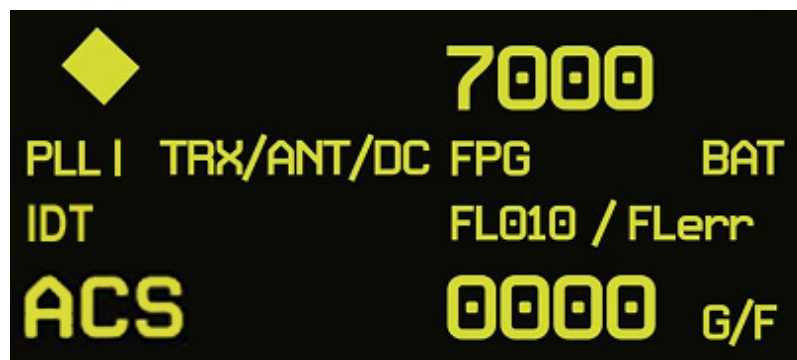 7000
PLL I TRX/ANT/DC FPG BAT
IDT FL010 / FLerr
ACS 0000 G/F